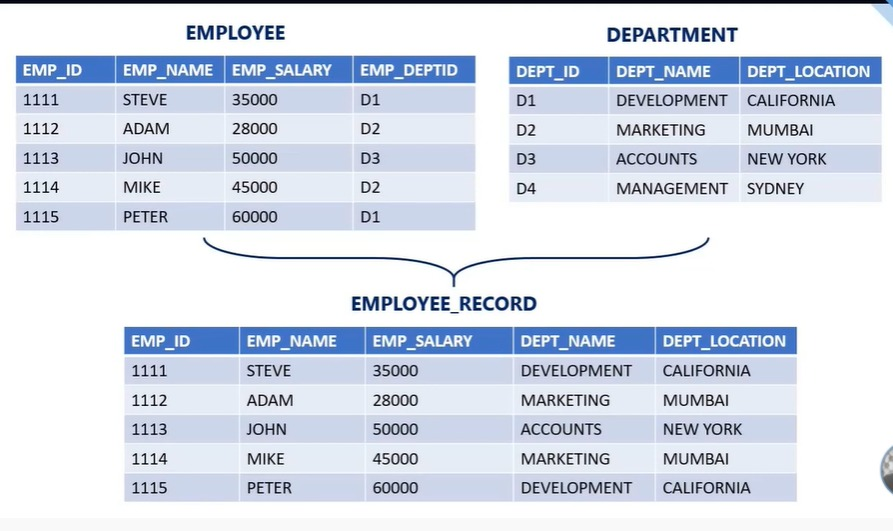 EMPLOYEE
EMP_ID EMP_NAME EMP_SALARY EMP_DEPTID
1111 STEVE 35000 D1
1112 ADAM 28000 D2
1113 JOHN 50000 D3
1114 MIKE 45000 D2
1115 PETER 60000 D1
DEPARTMENT
DEPT_ID DEPT_NAME DEPT_LOCATION
D1 DEVELOPMENT CALIFORNIA
D2 MARKETING MUMBAI
D3 ACCOUNTS NEW YORK
D4 MANAGEMENT SYDNEY
EMPLOYEE_RECORD
EMP_ID EMP_NAME EMP_SALARY DEPT_NAME DEPT_LOCATION
1111 STEVE 35000 DEVELOPMENT CALIFORNIA
1112 ADAM 28000 MARKETING MUMBAI
1113 JOHN 50000 ACCOUNTS NEW YORK
1114 MIKE 45000 MARKETING MUMBAI
1115 PETER 60000 DEVELOPMENT CALIFORNIA